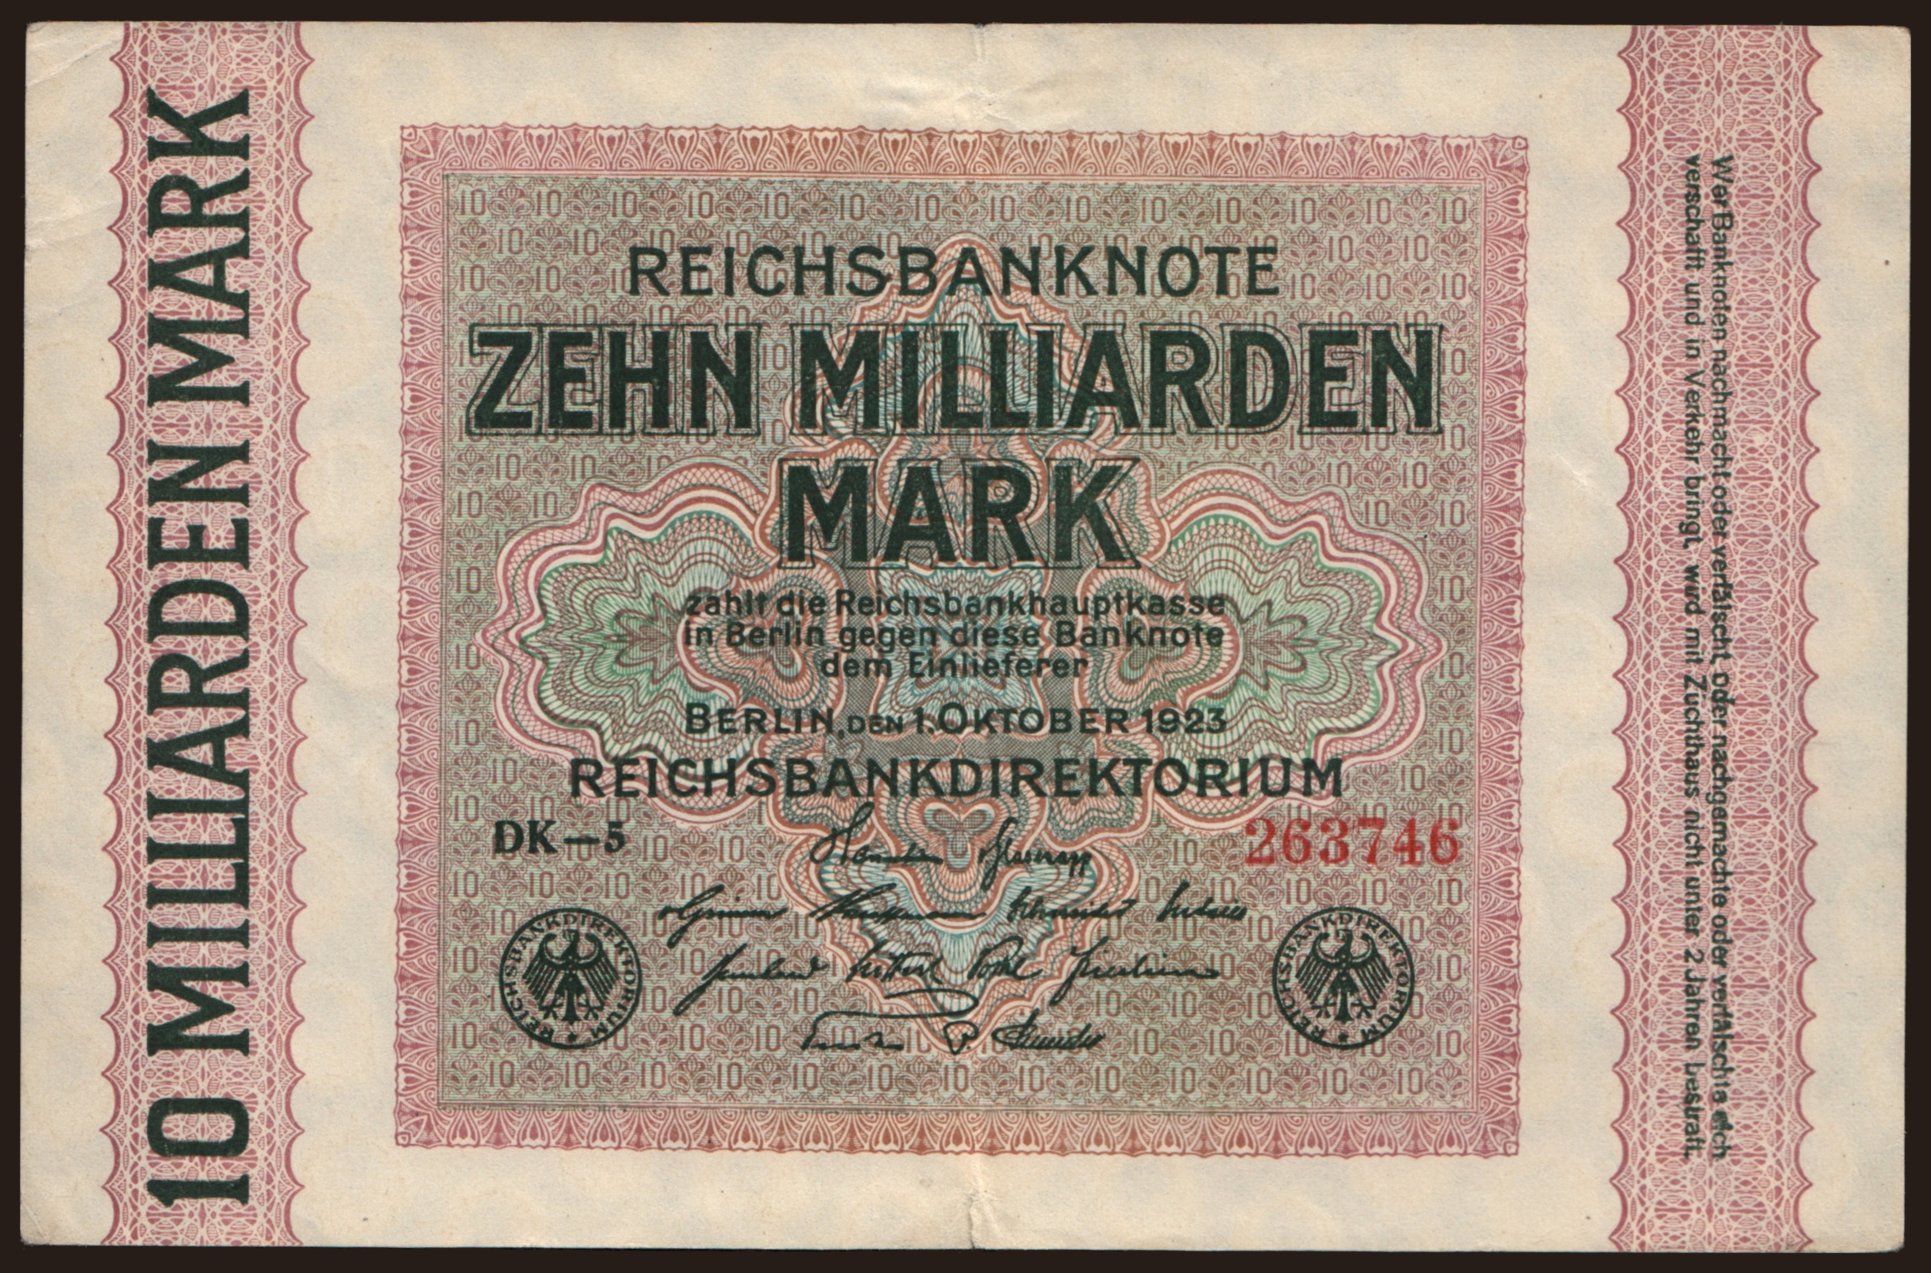 10 MILLIARDEN MARK
REICHSBANKNOTE
ZEHN MILLIARDEN
MARK
zahlt die Reichsbankhauptkasse
in Berlin gegen diese Banknote
dem Einlieferer
BERLIN, DEN 1. OKTOBER 1923
REICHSBANKDIREKTORIUM
DK—5
263746
REICHSBANKDIREKTORIUM
REICHSBANKDIREKTORIUM
Wer Banknoten nachmacht oder verfälscht, oder nachgemachte oder verfälschte sich
verschafft und in Verkehr bringt, wird mit Zuchthaus nicht unter 2 Jahren bestraft.